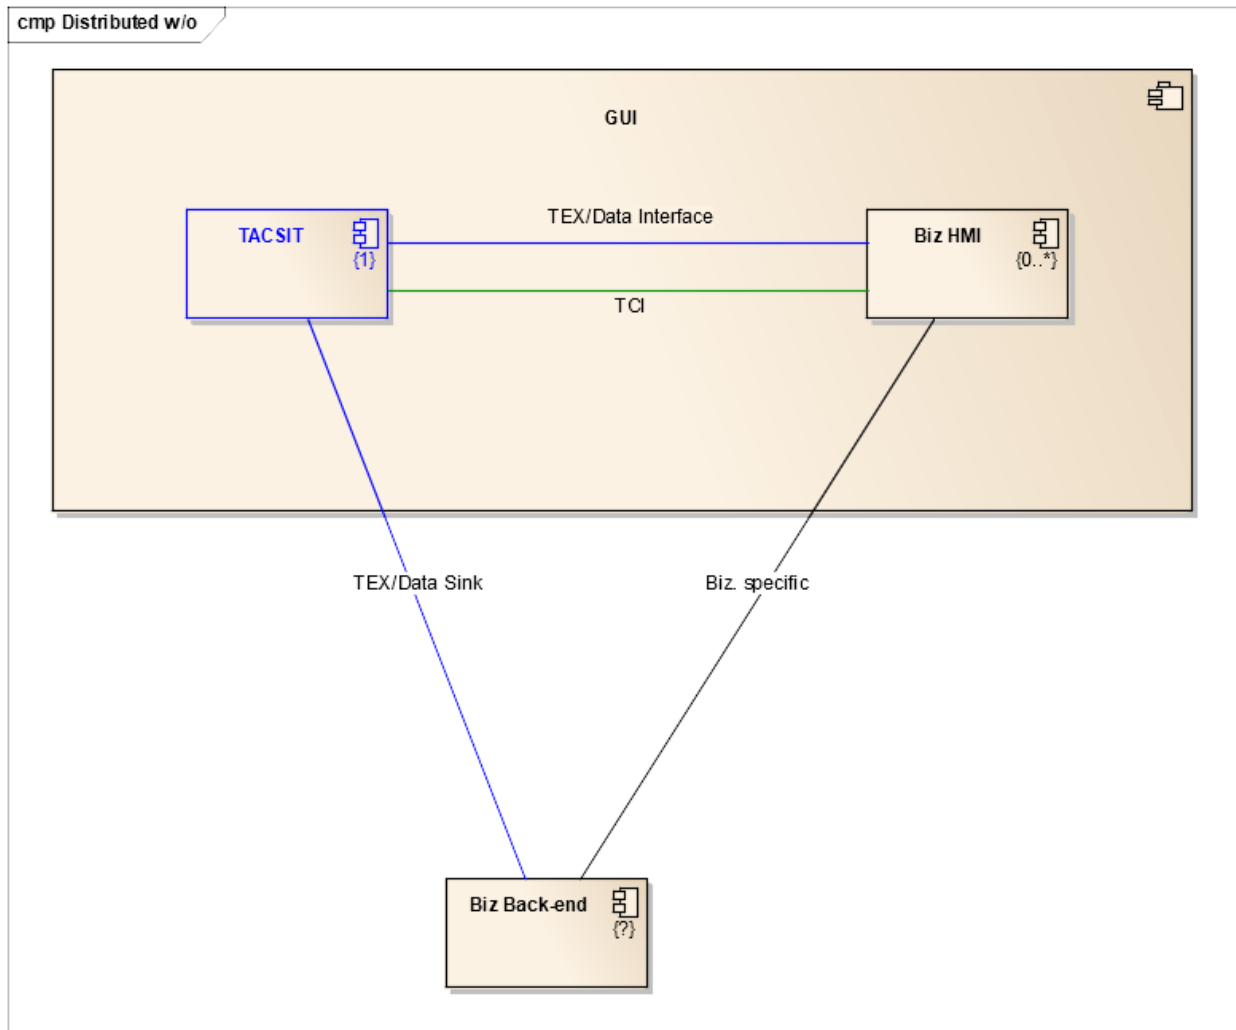 cmp Distributed w/o
GUI
TEX/Data Interface
TACSIT
{1}
Biz HMI
{0..*}
TCI
TEX/Data Sink
Biz. specific
Biz Back-end
{?}